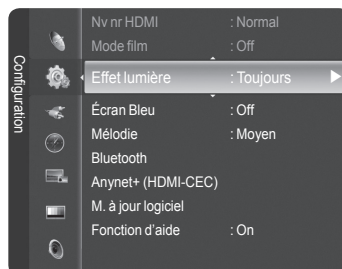 Configuration
Nv nr HDMI : Normal
Mode film : Off
Effet lumière : Toujours
Écran Bleu : Off
Mélodie : Moyen
Bluetooth
Anynet+ (HDMI-CEC)
M. à jour logiciel
Fonction d'aide : On